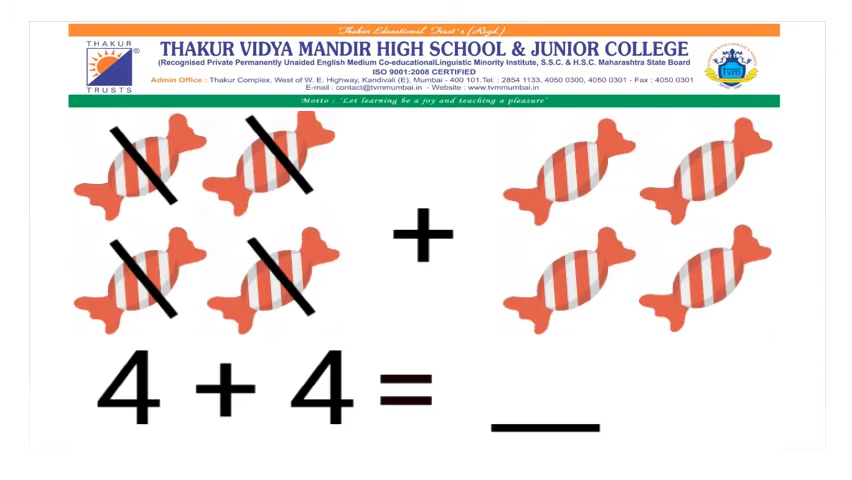 Thakur Educational Trust's (Regd.)
THAKUR
®
TRUSTS
THAKUR VIDYA MANDIR HIGH SCHOOL & JUNIOR COLLEGE
(Recognised Private Permanently Unaided English Medium Co-educationalLinguistic Minority Institute, S.S.C. & H.S.C. Maharashtra State Board
ISO 9001:2008 CERTIFIED
Admin Office : Thakur Complex, West of W. E. Highway, Kandivali (E), Mumbai - 400 101.Tel. : 2854 1133, 4050 0300, 4050 0301 - Fax : 4050 0301
E-mail : contact@tvmmumbai.in - Website : www.tvmmumbai.in
tvm
Motto : 'Let learning be a joy and teaching a pleasure'
+
4 + 4 = __